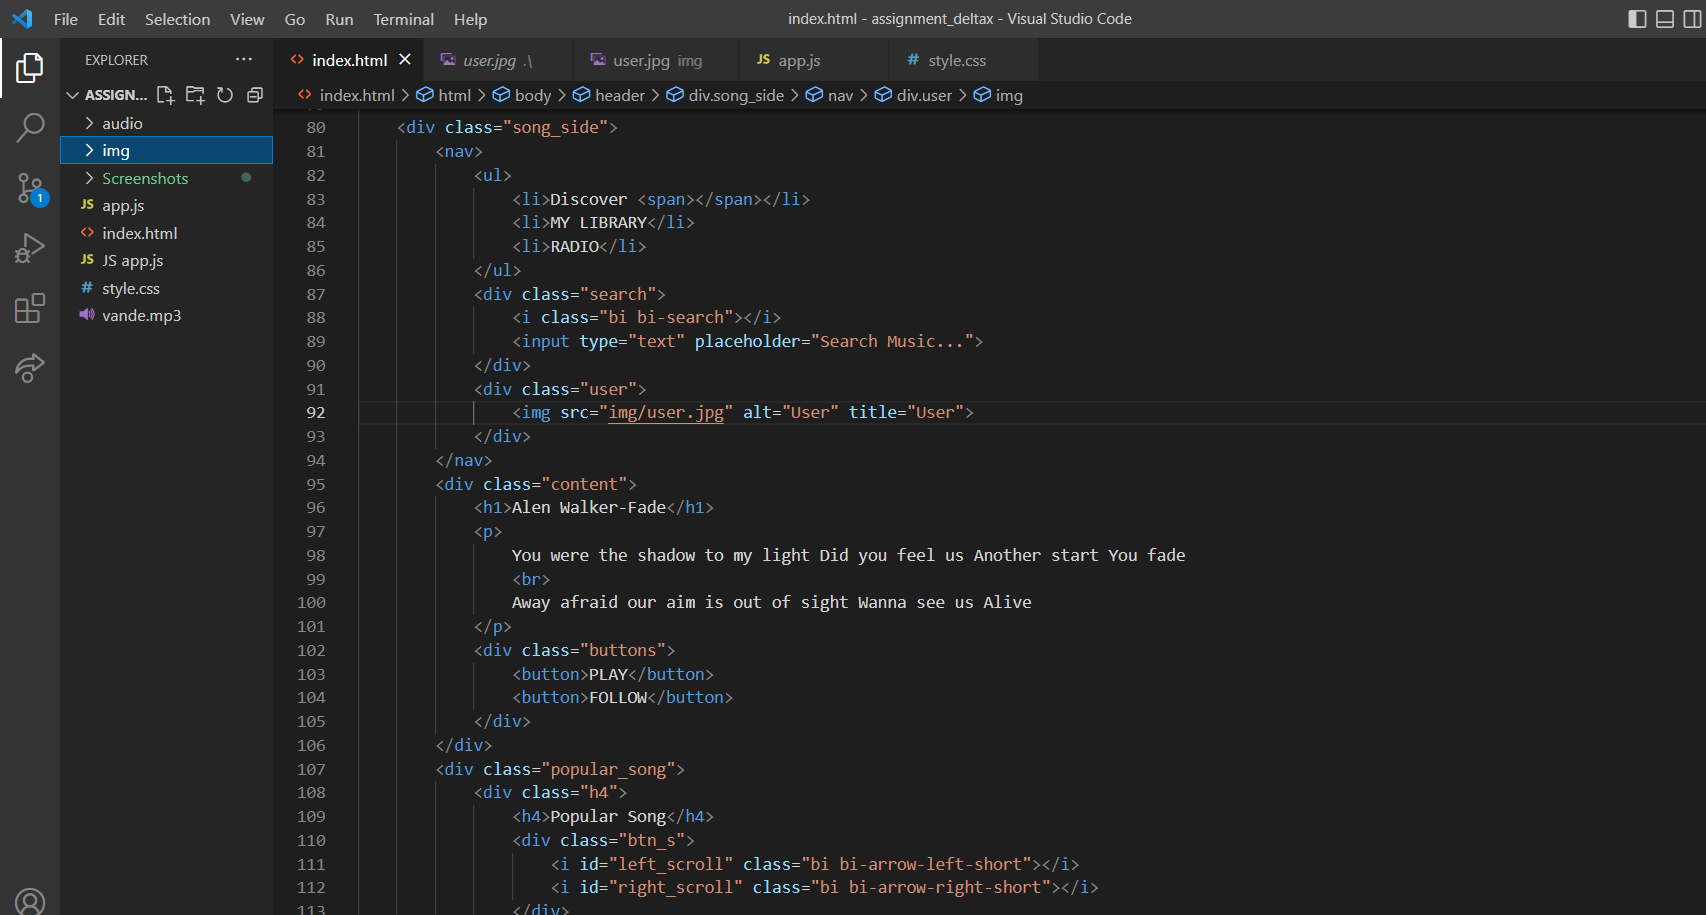 File Edit Selection View Go Run Terminal Help
index.html - assignment_deltax - Visual Studio Code
EXPLORER ···
index.html
user.jpg .\
user.jpg img
JS app.js
# style.css
ASSIGN...
index.html > html > body > header > div.song_side > nav > div.user > img
> audio
> img
> Screenshots
JS app.js
<> index.html
JS JS app.js
# style.css
vande.mp3
1
80 <div class="song_side">
81 <nav>
82 <ul>
83 <li>Discover <span></span></li>
84 <li>MY LIBRARY</li>
85 <li>RADIO</li>
86 </ul>
87 <div class="search">
88 <i class="bi bi-search"></i>
89 <input type="text" placeholder="Search Music...">
90 </div>
91 <div class="user">
92 <img src="img/user.jpg" alt="User" title="User">
93 </div>
94 </nav>
95 <div class="content">
96 <h1>Alen Walker-Fade</h1>
97 <p>
98 You were the shadow to my light Did you feel us Another start You fade
99 <br>
100 Away afraid our aim is out of sight Wanna see us Alive
101 </p>
102 <div class="buttons">
103 <button>PLAY</button>
104 <button>FOLLOW</button>
105 </div>
106 </div>
107 <div class="popular_song">
108 <div class="h4">
109 <h4>Popular Song</h4>
110 <div class="btn_s">
111 <i id="left_scroll" class="bi bi-arrow-left-short"></i>
112 <i id="right_scroll" class="bi bi-arrow-right-short"></i>
113 </div>